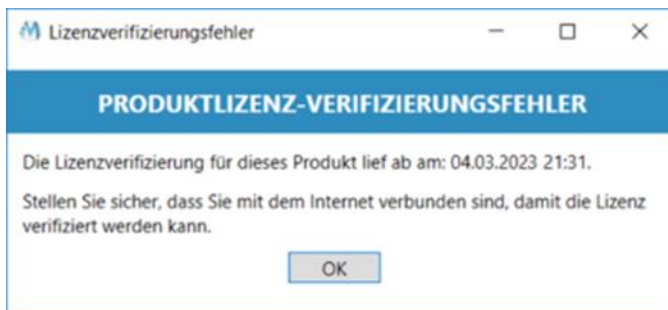 Lizenzverifizierungsfehler
PRODUKTLIZENZ-VERIFIZIERUNGSFEHLER
Die Lizenzverifizierung für dieses Produkt lief ab am: 04.03.2023 21:31.
Stellen Sie sicher, dass Sie mit dem Internet verbunden sind, damit die Lizenz
verifiziert werden kann.
OK